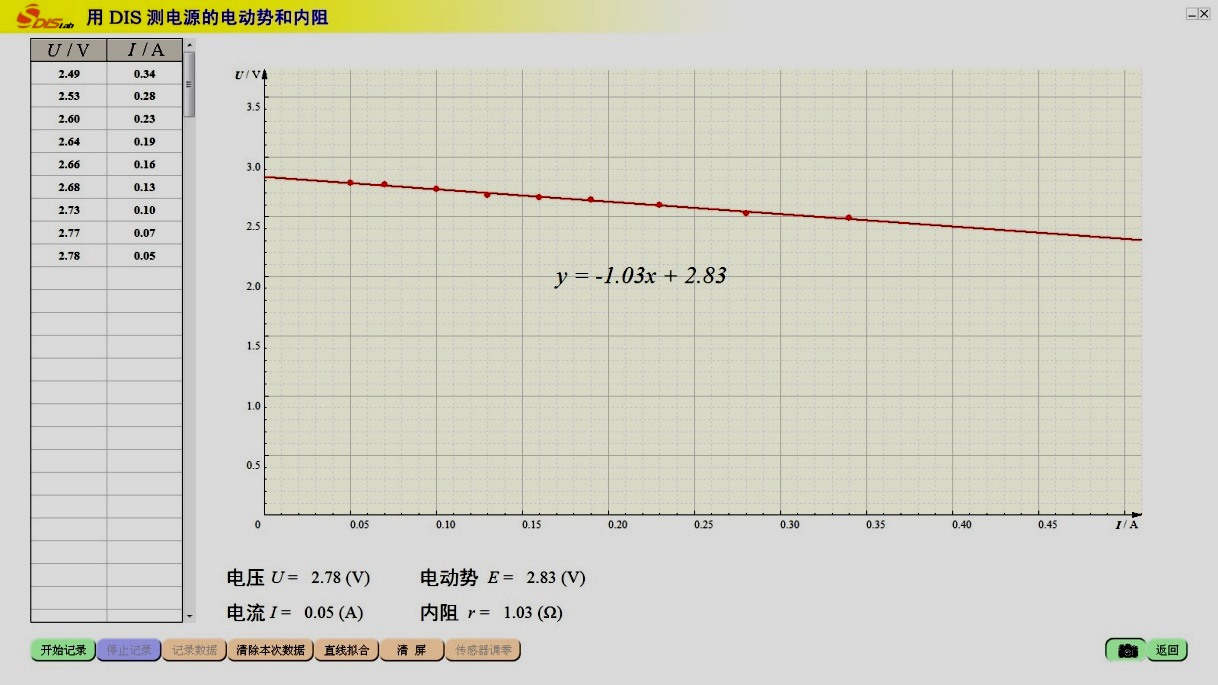 SDISLab 用 DIS 测电源的电动势和内阻
U / V I / A
2.49 0.34
2.53 0.28
2.60 0.23
2.64 0.19
2.66 0.16
2.68 0.13
2.73 0.10
2.77 0.07
2.78 0.05
U / V
3.5
3.0
2.5
2.0
1.5
1.0
0.5
y = -1.03x + 2.83
0 0.05 0.10 0.15 0.20 0.25 0.30 0.35 0.40 0.45 I / A
电压 U = 2.78 (V) 电动势 E = 2.83 (V)
电流 I = 0.05 (A) 内阻 r = 1.03 (Ω)
开始记录 停止记录 记录数据 清除本次数据 直线拟合 清 屏 传感器调零 返回